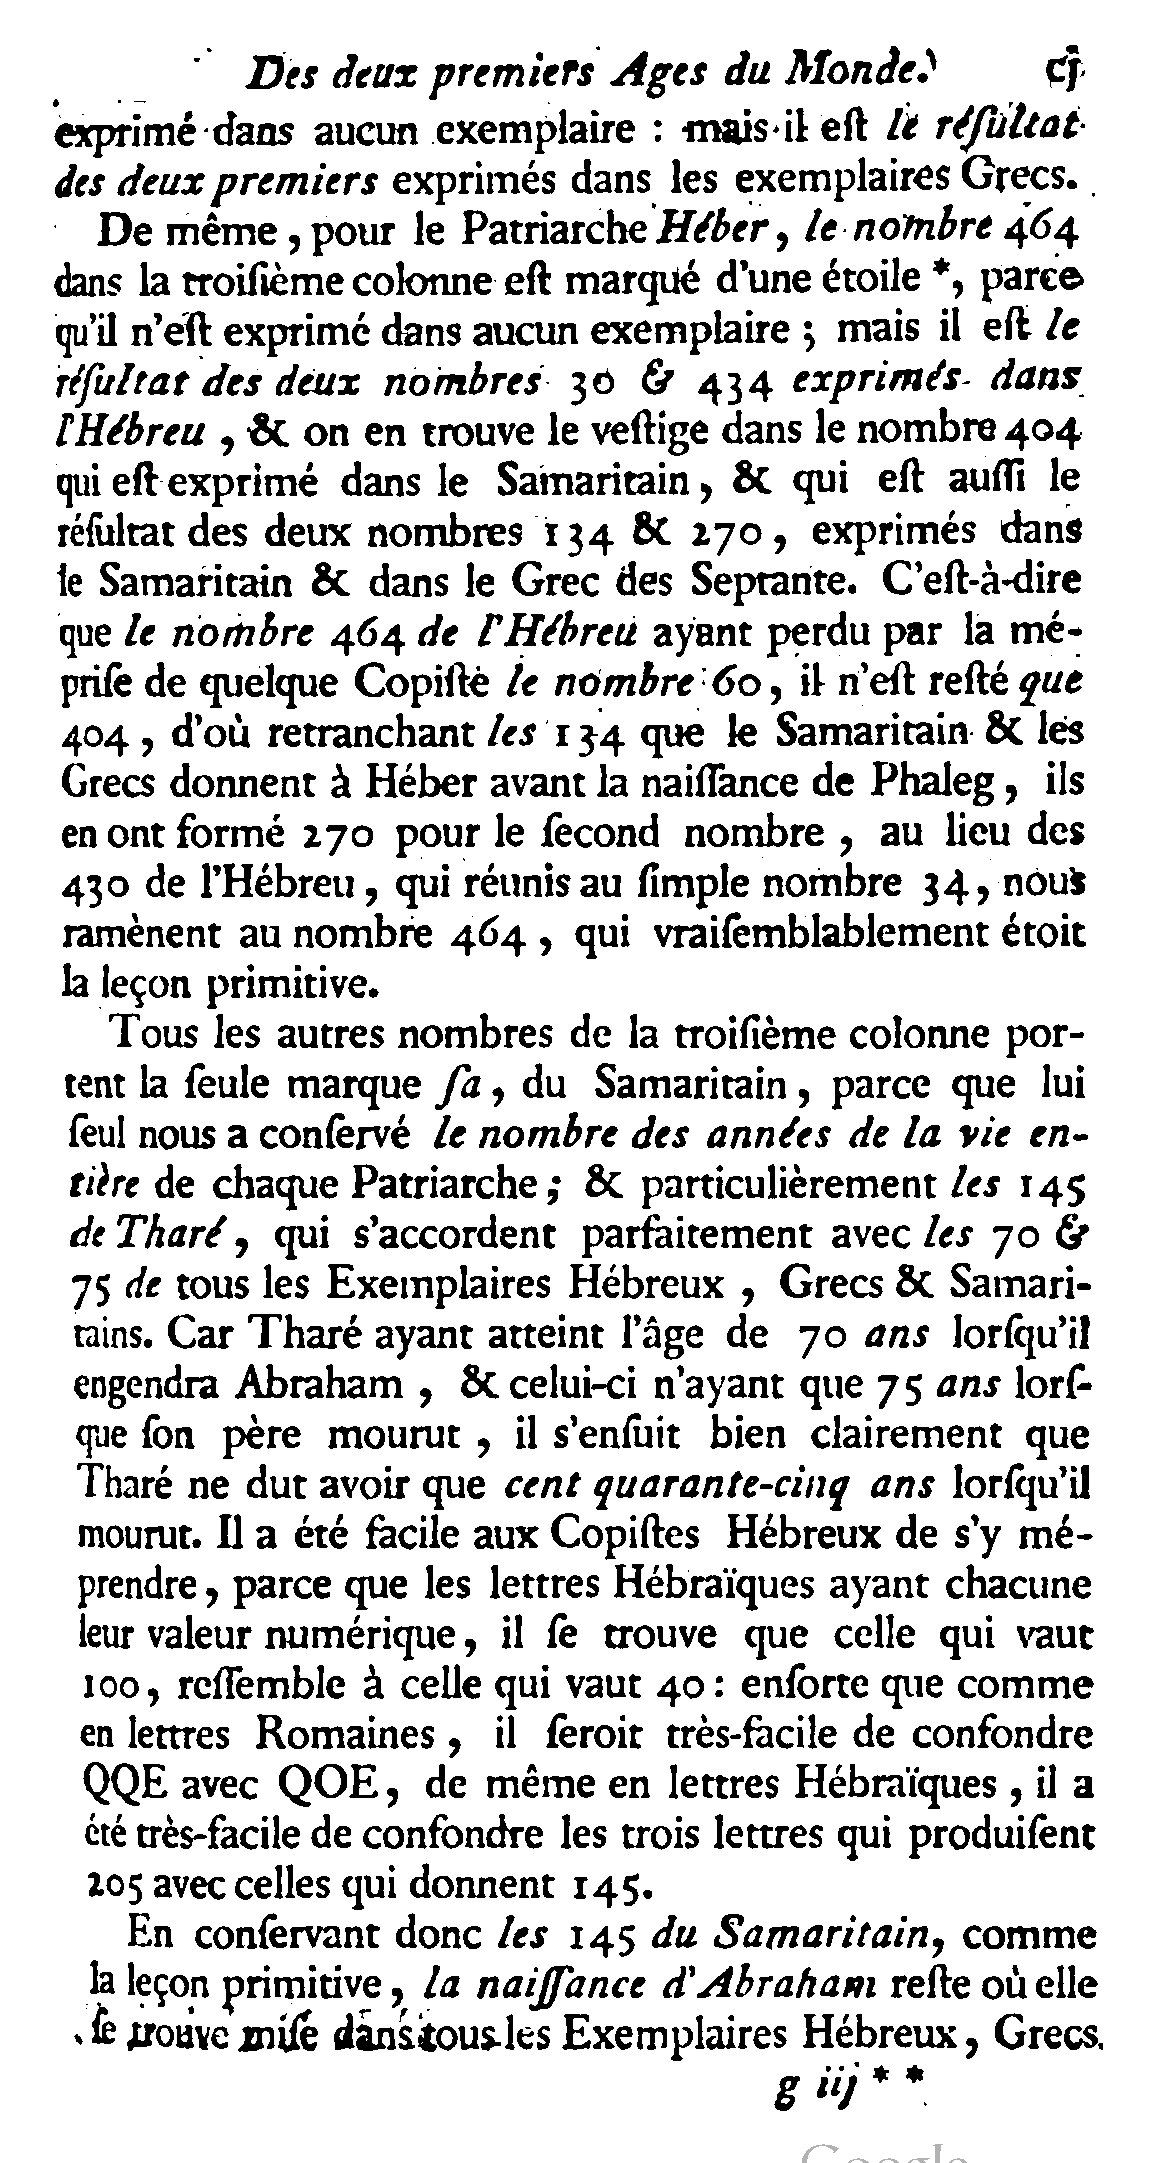 Des deux premiers Ages du Monde. cj
exprimé dans aucun exemplaire : mais il eſt le réſultat
des deux premiers exprimés dans les exemplaires Grecs.
De même, pour le Patriarche Héber, le nombre 464
dans la troiſième colonne eſt marqué d'une étoile *, parce
qu'il n'eſt exprimé dans aucun exemplaire ; mais il eſt le
réſultat des deux nombres 30 & 434 exprimés dans
l'Hébreu, & on en trouve le veſtige dans le nombre 404
qui eſt exprimé dans le Samaritain, & qui eſt auſſi le
réſultat des deux nombres 134 & 270, exprimés dans
le Samaritain & dans le Grec des Septante. C'eſt-à-dire
que le nombre 464 de l'Hébreu ayant perdu par la mé-
priſe de quelque Copiſte le nombre 60, il n'eſt reſté que
404, d'où retranchant les 134 que le Samaritain & les
Grecs donnent à Héber avant la naiſſance de Phaleg, ils
en ont formé 270 pour le ſecond nombre, au lieu des
430 de l'Hébreu, qui réunis au ſimple nombre 34, nous
ramènent au nombre 464, qui vraiſemblablement étoit
la leçon primitive.
Tous les autres nombres de la troiſième colonne por-
tent la ſeule marque ſa, du Samaritain, parce que lui
ſeul nous a conſervé le nombre des années de la vie en-
tière de chaque Patriarche ; & particulièrement les 145
de Tharé, qui s'accordent parfaitement avec les 70 &
75 de tous les Exemplaires Hébreux, Grecs & Samari-
tains. Car Tharé ayant atteint l'âge de 70 ans lorſqu'il
engendra Abraham, & celui-ci n'ayant que 75 ans lorſ-
que ſon père mourut, il s'enſuit bien clairement que
Tharé ne dut avoir que cent quarante-cinq ans lorſqu'il
mourut. Il a été facile aux Copiſtes Hébreux de s'y mé-
prendre, parce que les lettres Hébraïques ayant chacune
leur valeur numérique, il ſe trouve que celle qui vaut
100, reſſemble à celle qui vaut 40 : enſorte que comme
en lettres Romaines, il ſeroit très-facile de confondre
QQE avec QOE, de même en lettres Hébraïques, il a
été très-facile de confondre les trois lettres qui produiſent
205 avec celles qui donnent 145.
En conſervant donc les 145 du Samaritain, comme
la leçon primitive, la naiſſance d'Abraham reſte où elle
ſe trouve miſe dans tous les Exemplaires Hébreux, Grecs
g iij * *